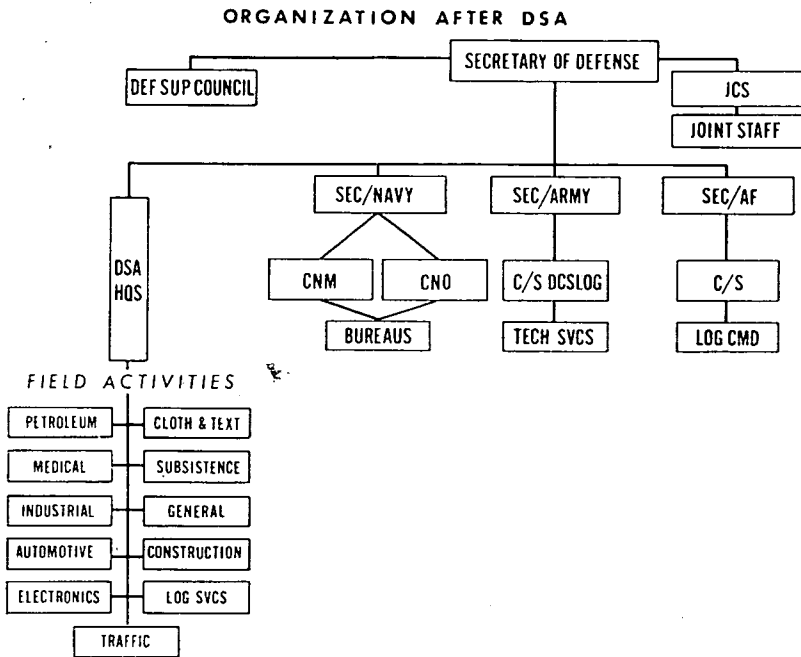 ORGANIZATION AFTER DSA
SECRETARY OF DEFENSE
DEF SUP COUNCIL
JCS
JOINT STAFF
SEC/NAVY
SEC/ARMY
SEC/AF
DSA
HQS
CNM
CNO
C/S DCSLOG
C/S
BUREAUS
TECH SVCS
LOG CMD
FIELD ACTIVITIES
PETROLEUM
CLOTH & TEXT
MEDICAL
SUBSISTENCE
INDUSTRIAL
GENERAL
AUTOMOTIVE
CONSTRUCTION
ELECTRONICS
LOG SVCS
TRAFFIC